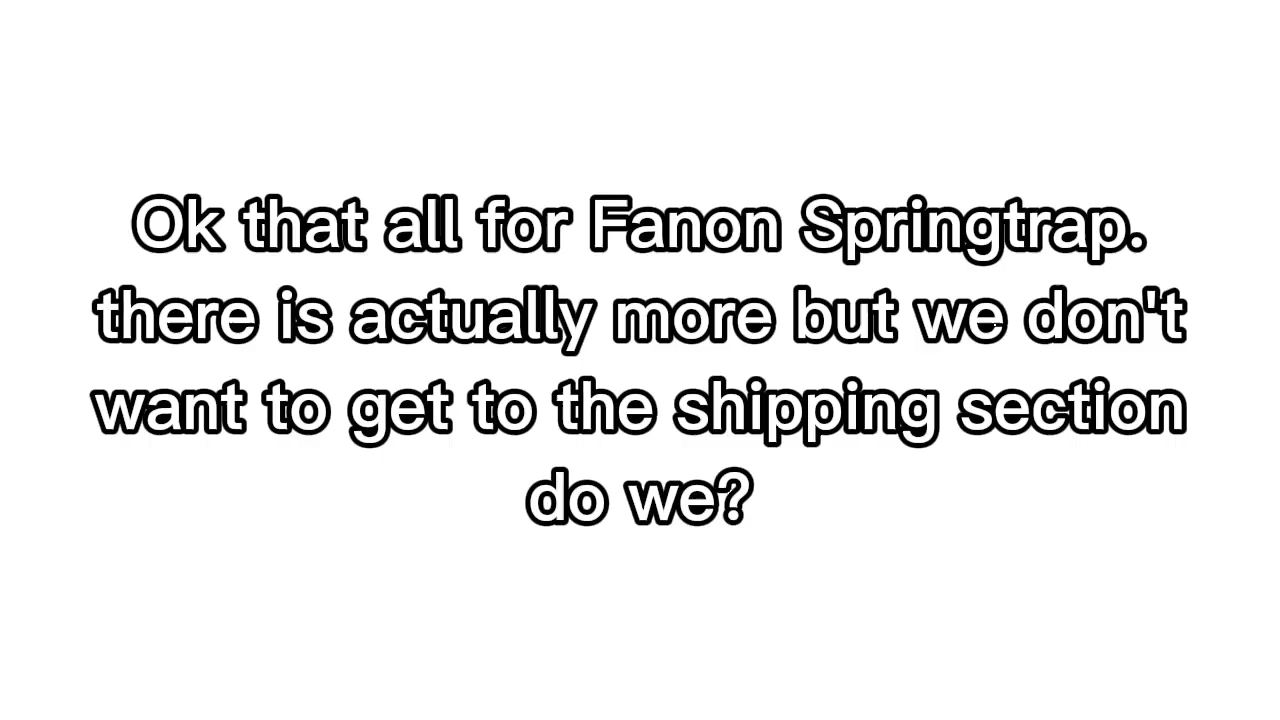 Ok that all for Fanon Springtrap.
there is actually more but we don't
want to get to the shipping section
do we?